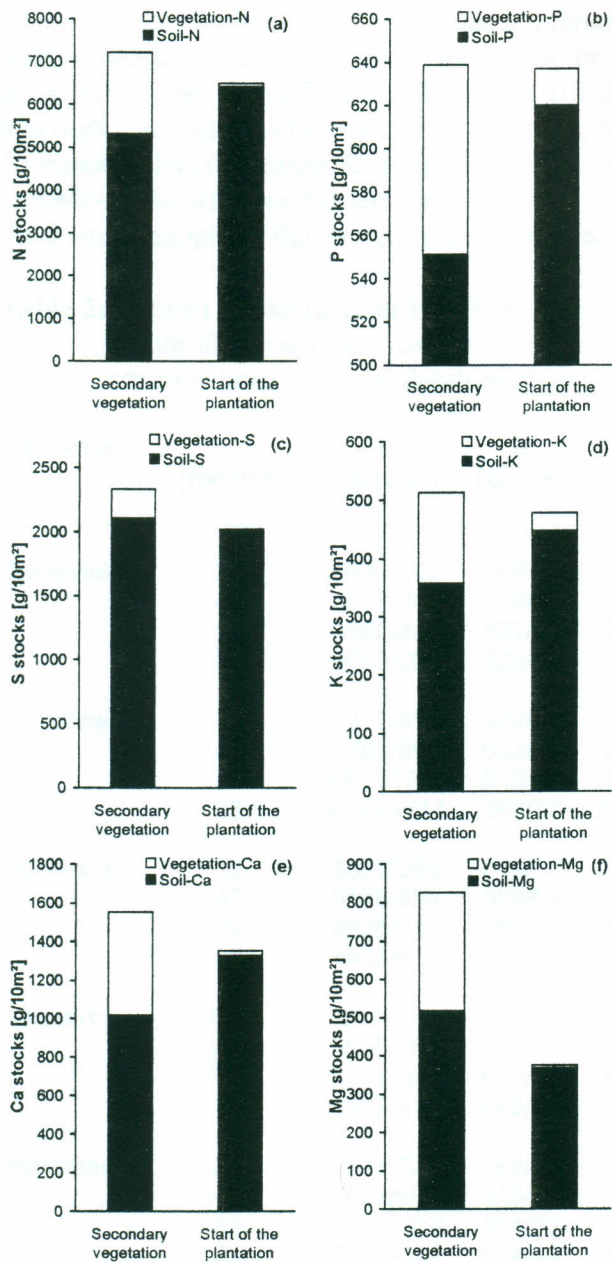 Vegetation-N (a)
Soil-N
N stocks [g/10m²]
8000
7000
6000
5000
4000
3000
2000
1000
0
Secondary vegetation
Start of the plantation
Vegetation-P (b)
Soil-P
P stocks [g/10m²]
660
640
620
600
580
560
540
520
500
Secondary vegetation
Start of the plantation
Vegetation-S (c)
Soil-S
S stocks [g/10m²]
2500
2000
1500
1000
500
0
Secondary vegetation
Start of the plantation
Vegetation-K (d)
Soil-K
K stocks [g/10m²]
600
500
400
300
200
100
0
Secondary vegetation
Start of the plantation
Vegetation-Ca (e)
Soil-Ca
Ca stocks [g/10m²]
1800
1600
1400
1200
1000
800
600
400
200
0
Secondary vegetation
Start of the plantation
Vegetation-Mg (f)
Soil-Mg
Mg stocks [g/10m²]
900
800
700
600
500
400
300
200
100
0
Secondary vegetation
Start of the plantation